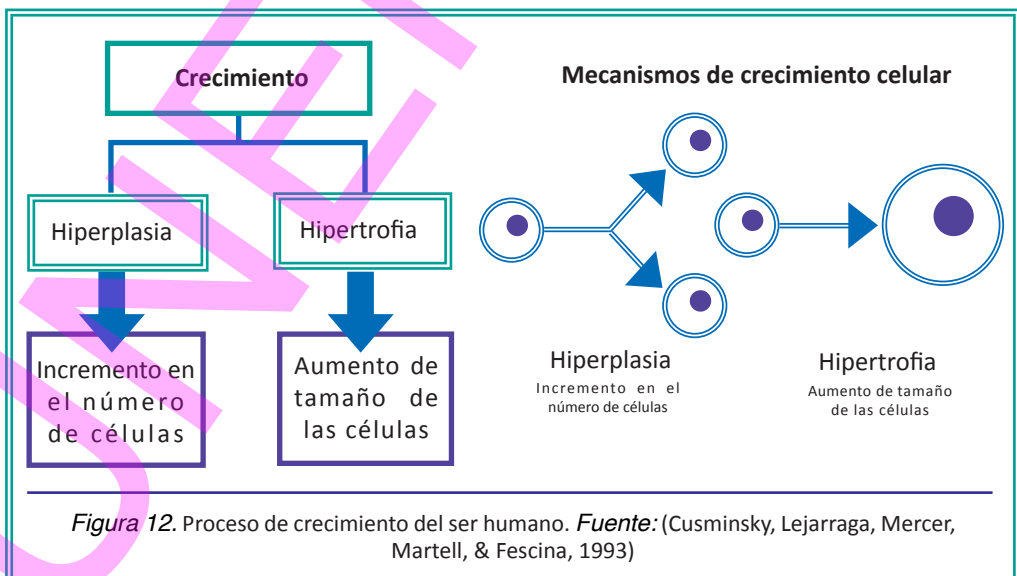 Crecimiento
Hiperplasia
Hipertrofia
Incremento en
el número
de células
Aumento de
tamaño de
las células
Mecanismos de crecimiento celular
Hiperplasia
Incremento en el
número de células
Hipertrofia
Aumento de tamaño
de las células
Figura 12. Proceso de crecimiento del ser humano. Fuente: (Cusminsky, Lejarraga, Mercer,
Martell, & Fescina, 1993)